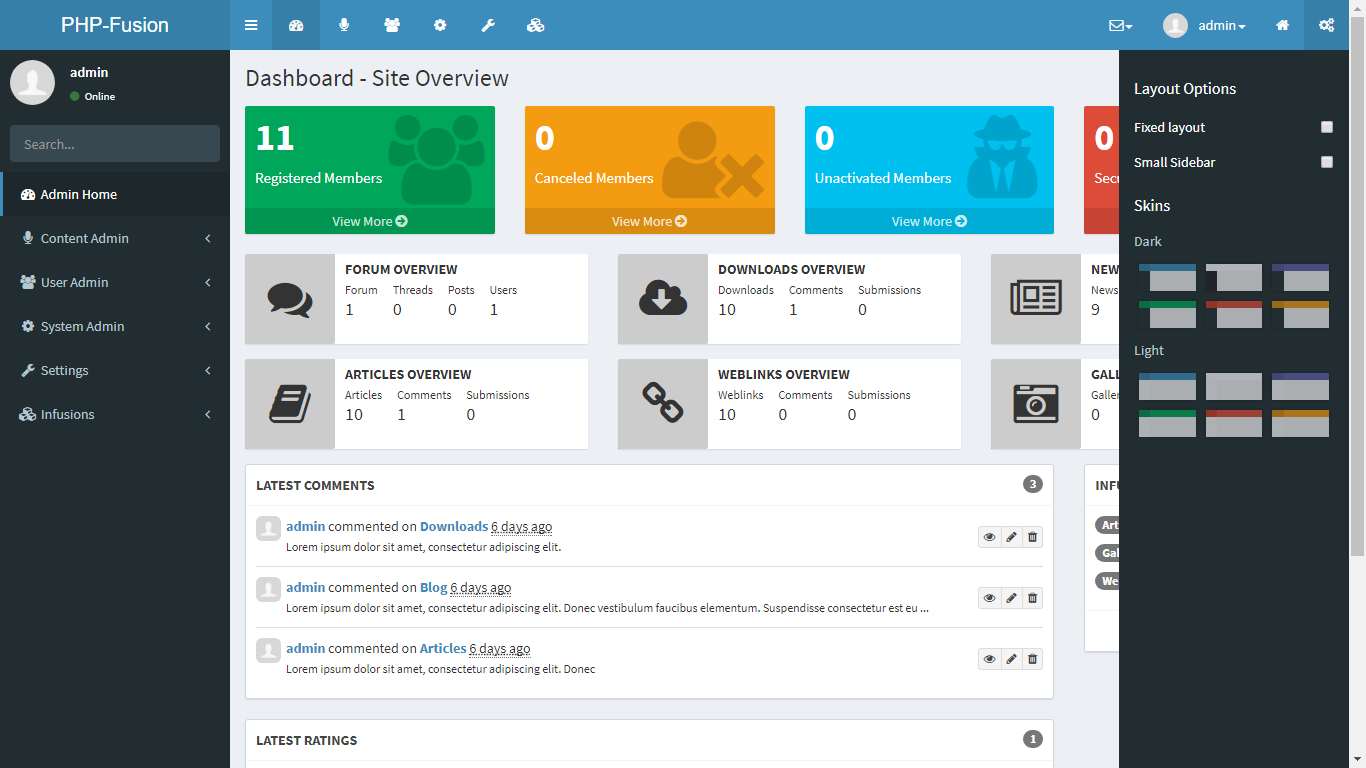 PHP-Fusion
admin
admin
Online
Search...
Admin Home
Content Admin
User Admin
System Admin
Settings
Infusions
Dashboard - Site Overview
11
Registered Members
View More
0
Canceled Members
View More
0
Unactivated Members
View More
0
Secu
FORUM OVERVIEW
Forum Threads Posts Users
1 0 0 1
DOWNLOADS OVERVIEW
Downloads Comments Submissions
10 1 0
NEW
News
9
ARTICLES OVERVIEW
Articles Comments Submissions
10 1 0
WEBLINKS OVERVIEW
Weblinks Comments Submissions
10 0 0
GALL
Galler
0
LATEST COMMENTS 3
admin commented on Downloads 6 days ago
Lorem ipsum dolor sit amet, consectetur adipiscing elit.
admin commented on Blog 6 days ago
Lorem ipsum dolor sit amet, consectetur adipiscing elit. Donec vestibulum faucibus elementum. Suspendisse consectetur est eu ...
admin commented on Articles 6 days ago
Lorem ipsum dolor sit amet, consectetur adipiscing elit. Donec
INFU
Art
Gal
We
LATEST RATINGS 1
Layout Options
Fixed layout
Small Sidebar
Skins
Dark
Light